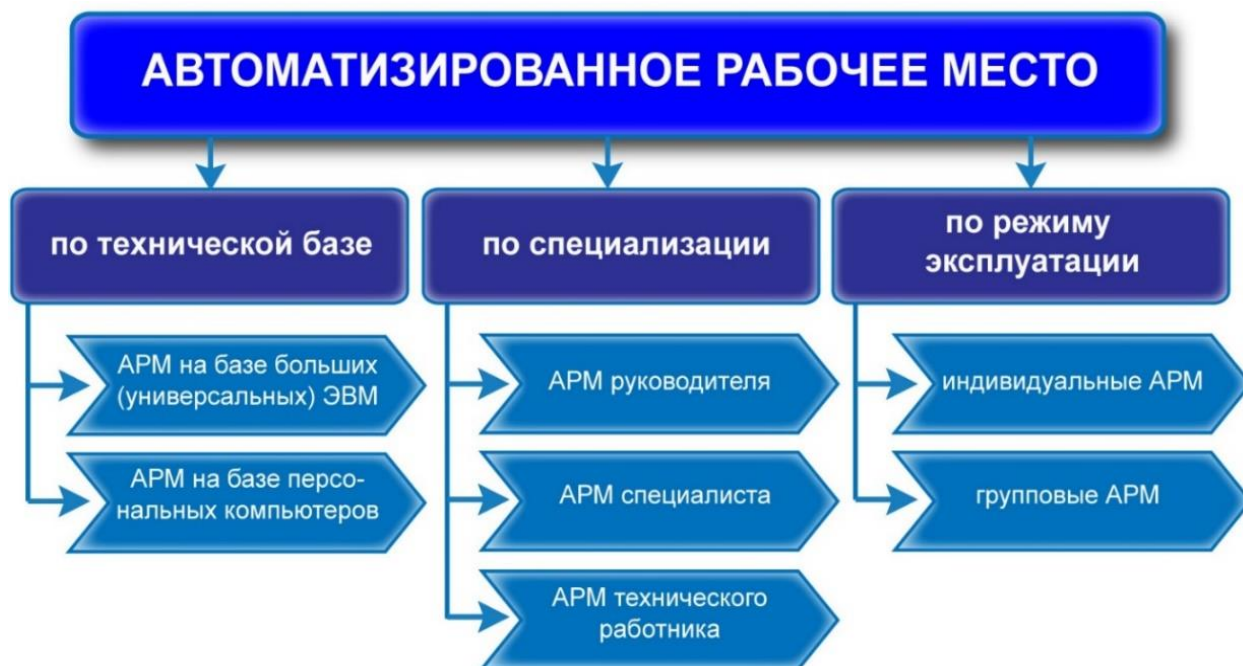 АВТОМАТИЗИРОВАННОЕ РАБОЧЕЕ МЕСТО
по технической базе
АРМ на базе больших
(универсальных) ЭВМ
АРМ на базе персо-
нальных компьютеров
по специализации
АРМ руководителя
АРМ специалиста
АРМ технического
работника
по режиму
эксплуатации
индивидуальные АРМ
групповые АРМ